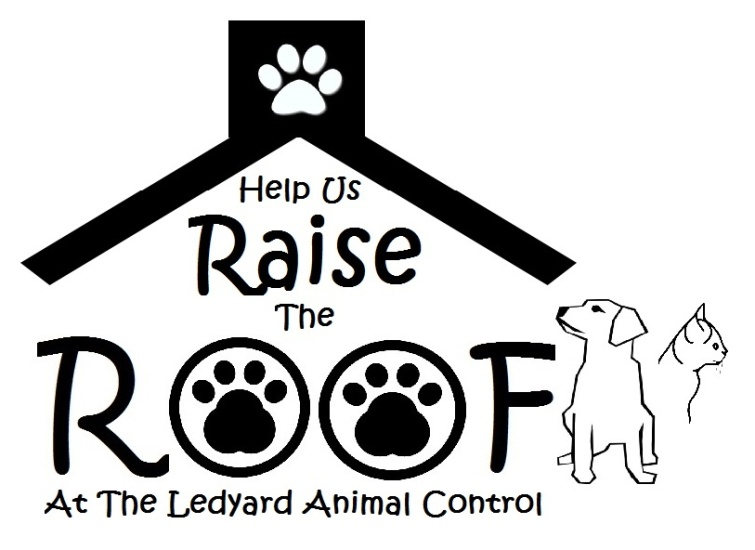 Help Us
Raise
The
ROOF
At The Ledyard Animal Control